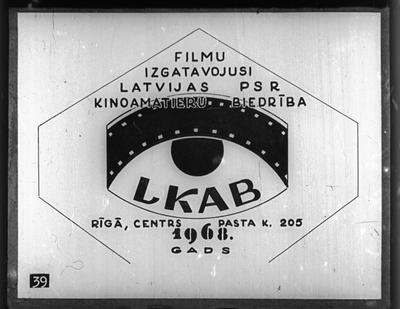 FILMU
IZGATAVOJUSI
LATVIJAS PSR
KINOAMATIERU BIEDRĪBA
LKAB
RĪGĀ, CENTRS PASTA K. 205
1968.
GADS
39